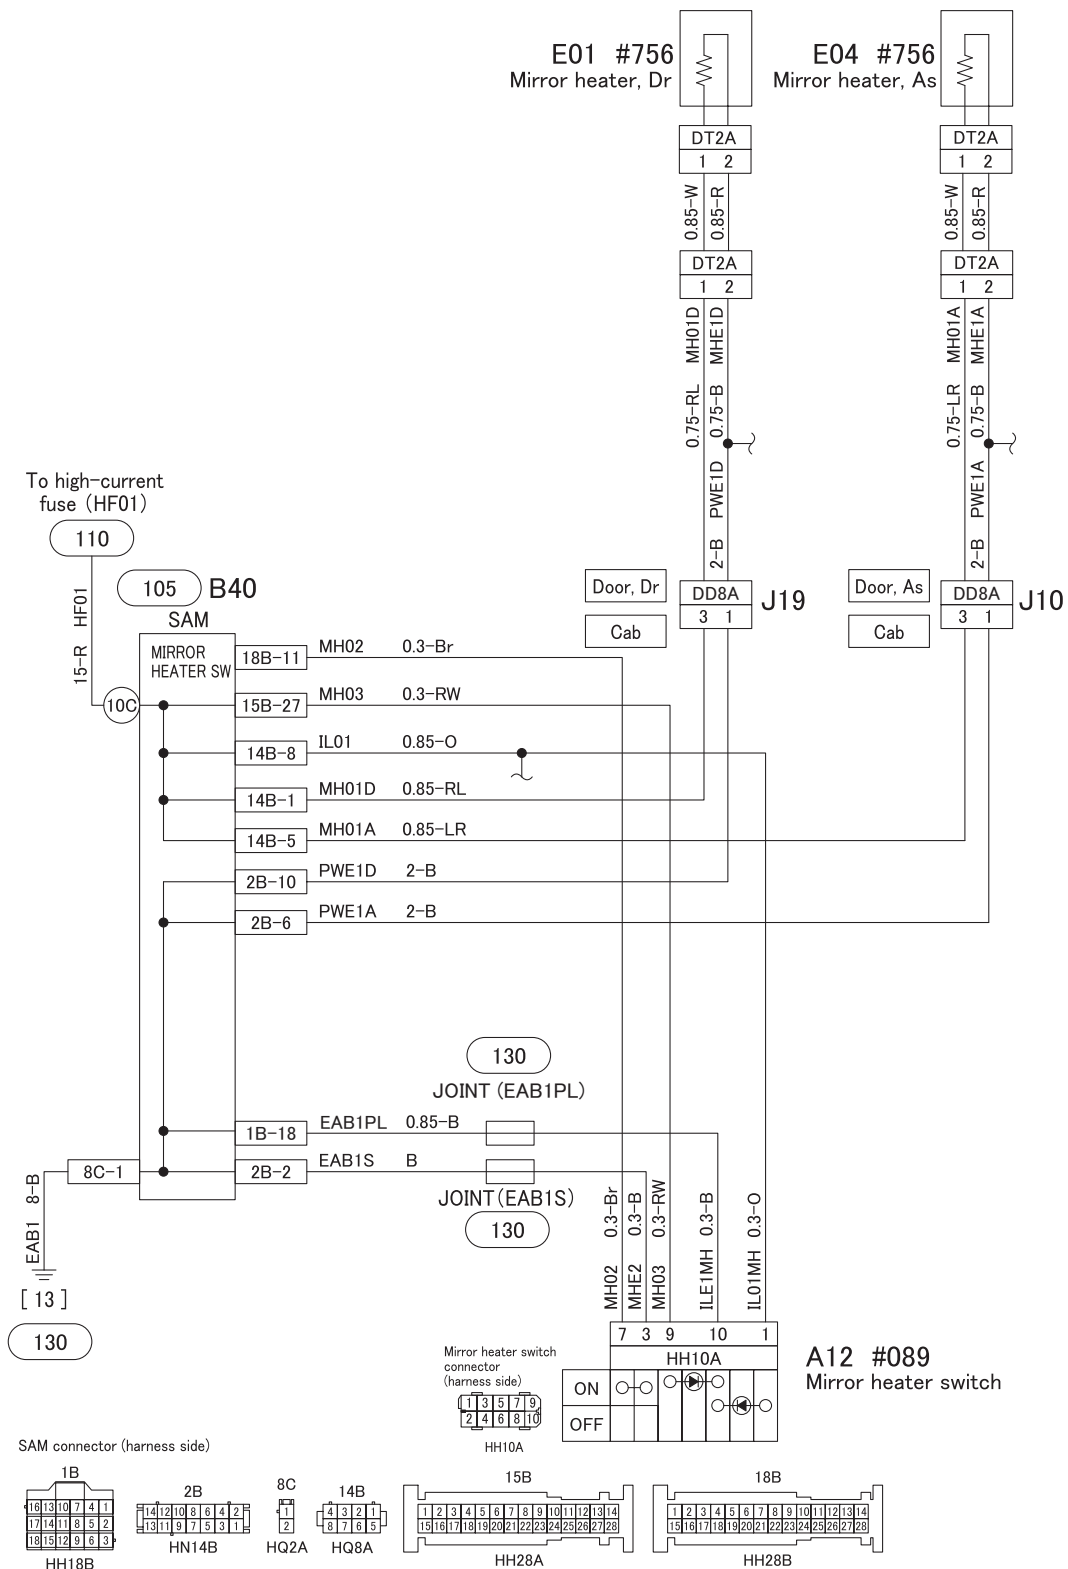 E01 #756
Mirror heater, Dr
E04 #756
Mirror heater, As
DT2A
1 2
DT2A
1 2
0.85-W
0.85-R
0.85-W
0.85-R
DT2A
1 2
DT2A
1 2
MH01D
MHE1D
MH01A
MHE1A
0.75-RL
0.75-B
0.75-LR
0.75-B
PWE1D
2-B
PWE1A
2-B
To high-current
fuse (HF01)
110
HF01
15-R
105
B40
SAM
Door, Dr
Cab
DD8A
3 1
J19
Door, As
Cab
DD8A
3 1
J10
MIRROR
HEATER SW
10C
18B-11
MH02 0.3-Br
15B-27
MH03 0.3-RW
14B-8
IL01 0.85-O
14B-1
MH01D 0.85-RL
14B-5
MH01A 0.85-LR
2B-10
PWE1D 2-B
2B-6
PWE1A 2-B
130
JOINT (EAB1PL)
1B-18
EAB1PL 0.85-B
8C-1
2B-2
EAB1S B
JOINT(EAB1S)
130
EAB1 8-B
[ 13 ]
130
MH02 0.3-Br
MHE2 0.3-B
MH03 0.3-RW
ILE1MH 0.3-B
IL01MH 0.3-O
7 3 9 10 1
HH10A
ON
OFF
A12 #089
Mirror heater switch
Mirror heater switch
connector
(harness side)
1 3 5 7 9
2 4 6 8 10
HH10A
SAM connector (harness side)
1B
16 13 10 7 4 1
17 14 11 8 5 2
18 15 12 9 6 3
HH18B
2B
14 12 10 8 6 4 2
13 11 9 7 5 3 1
HN14B
8C
1
2
HQ2A
14B
4 3 2 1
8 7 6 5
HQ8A
15B
1 2 3 4 5 6 7 8 9 10 11 12 13 14
15 16 17 18 19 20 21 22 23 24 25 26 27 28
HH28A
18B
1 2 3 4 5 6 7 8 9 10 11 12 13 14
15 16 17 18 19 20 21 22 23 24 25 26 27 28
HH28B